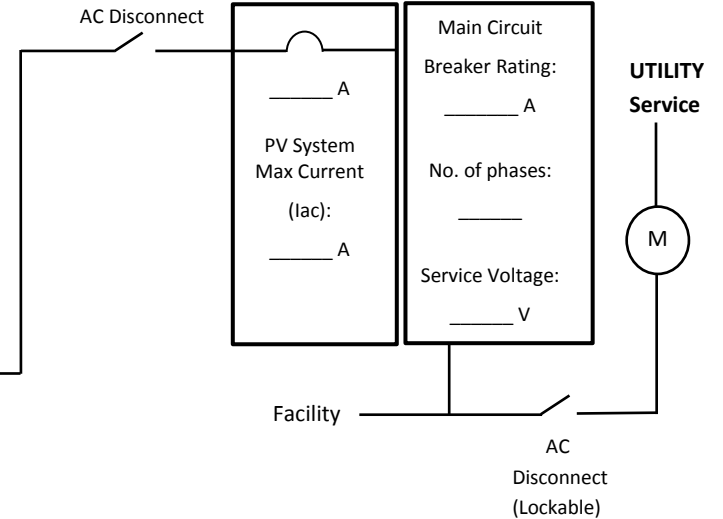 AC Disconnect
______ A
PV System
Max Current
(Iac):
______ A
Main Circuit
Breaker Rating:
_______ A
No. of phases:
______
Service Voltage:
______ V
UTILITY
Service
M
Facility
AC
Disconnect
(Lockable)